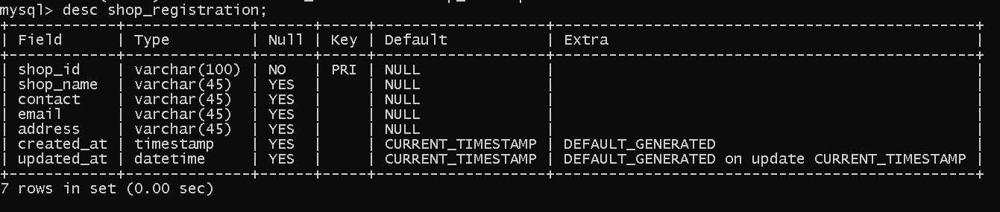 mysql> desc shop_registration;
+------------+--------------+------+-----+-------------------+-----------------------------------------------+
| Field      | Type         | Null | Key | Default           | Extra                                         |
+------------+--------------+------+-----+-------------------+-----------------------------------------------+
| shop_id    | varchar(100) | NO   | PRI | NULL              |                                               |
| shop_name  | varchar(45)  | YES  |     | NULL              |                                               |
| contact    | varchar(45)  | YES  |     | NULL              |                                               |
| email      | varchar(45)  | YES  |     | NULL              |                                               |
| address    | varchar(45)  | YES  |     | NULL              |                                               |
| created_at | timestamp    | YES  |     | CURRENT_TIMESTAMP | DEFAULT_GENERATED                             |
| updated_at | datetime     | YES  |     | CURRENT_TIMESTAMP | DEFAULT_GENERATED on update CURRENT_TIMESTAMP |
+------------+--------------+------+-----+-------------------+-----------------------------------------------+
7 rows in set (0.00 sec)